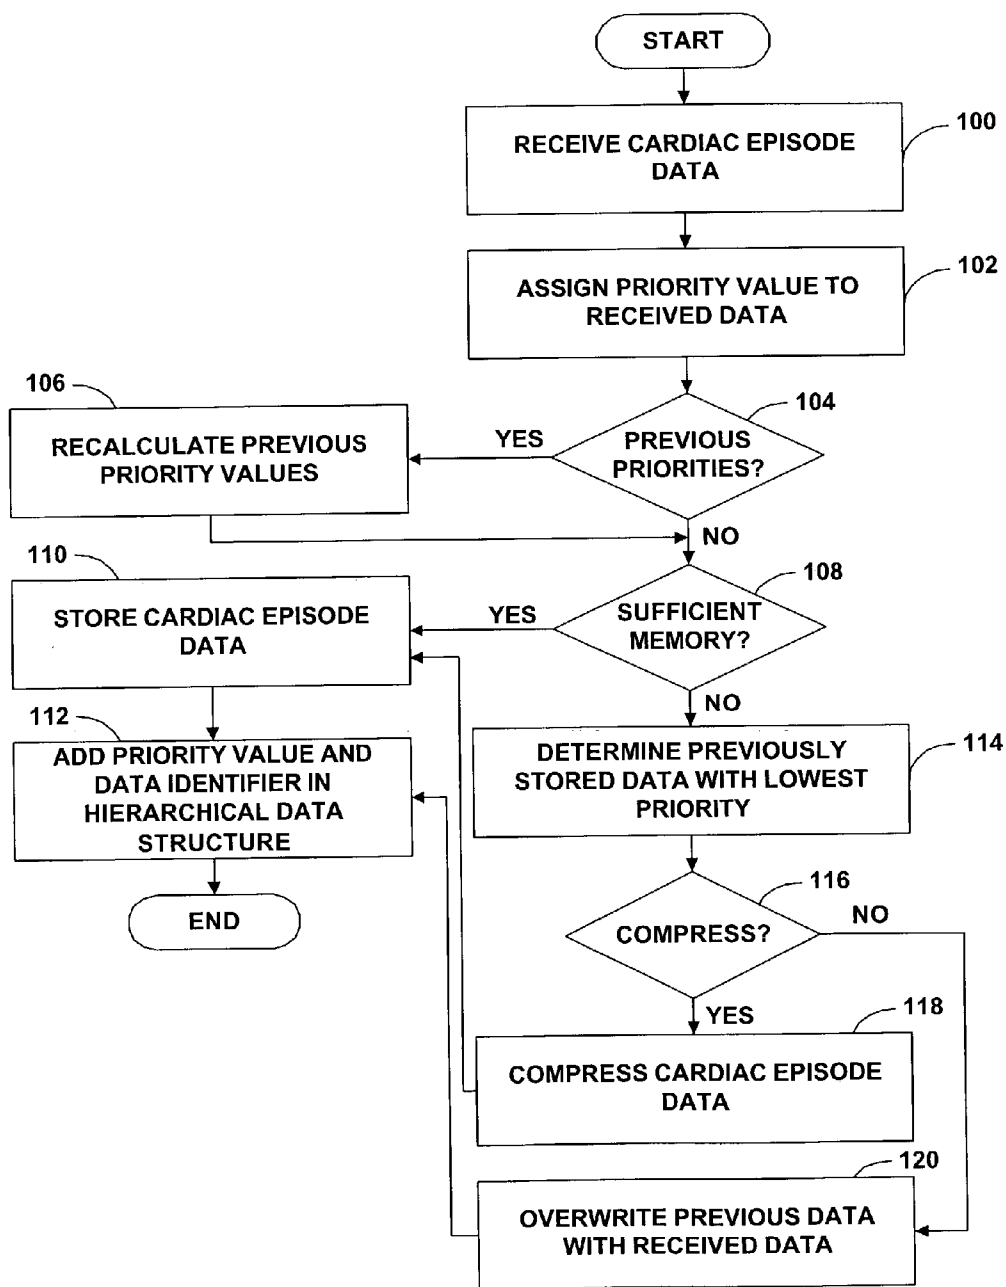 START
RECEIVE CARDIAC EPISODE
DATA
100
ASSIGN PRIORITY VALUE TO
RECEIVED DATA
102
PREVIOUS
PRIORITIES?
104
YES
NO
106
RECALCULATE PREVIOUS
PRIORITY VALUES
SUFFICIENT
MEMORY?
108
YES
NO
110
STORE CARDIAC EPISODE
DATA
112
ADD PRIORITY VALUE AND
DATA IDENTIFIER IN
HIERARCHICAL DATA
STRUCTURE
END
DETERMINE PREVIOUSLY
STORED DATA WITH LOWEST
PRIORITY
114
COMPRESS?
116
NO
YES
118
COMPRESS CARDIAC EPISODE
DATA
120
OVERWRITE PREVIOUS DATA
WITH RECEIVED DATA